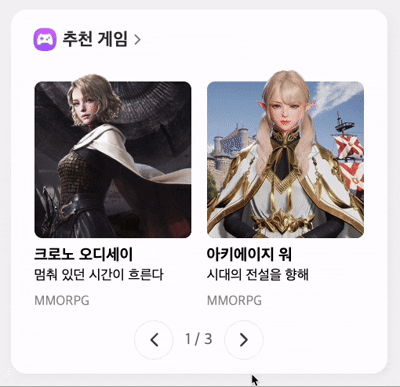 추천 게임
크로노 오디세이
멈춰 있던 시간이 흐른다
MMORPG
아키에이지 워
시대의 전설을 향해
MMORPG
1 / 3